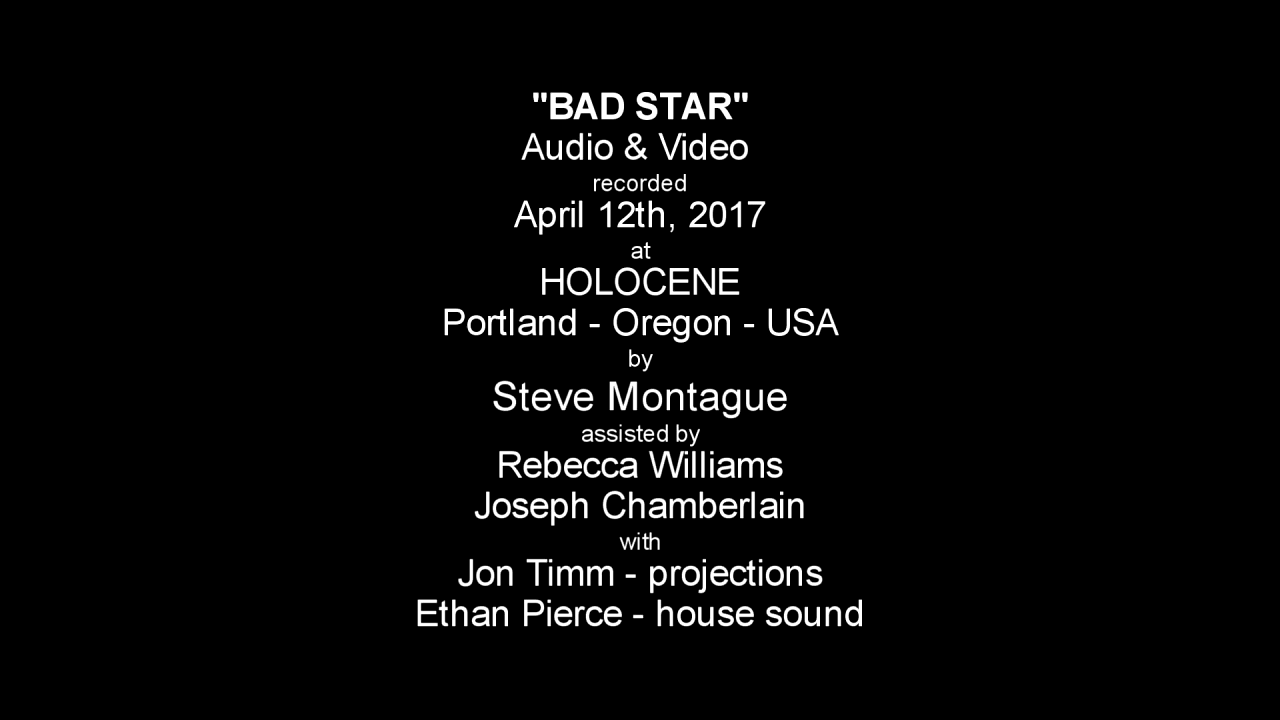 "BAD STAR"
Audio & Video
recorded
April 12th, 2017
at
HOLOCENE
Portland - Oregon - USA
by
Steve Montague
assisted by
Rebecca Williams
Joseph Chamberlain
with
Jon Timm - projections
Ethan Pierce - house sound